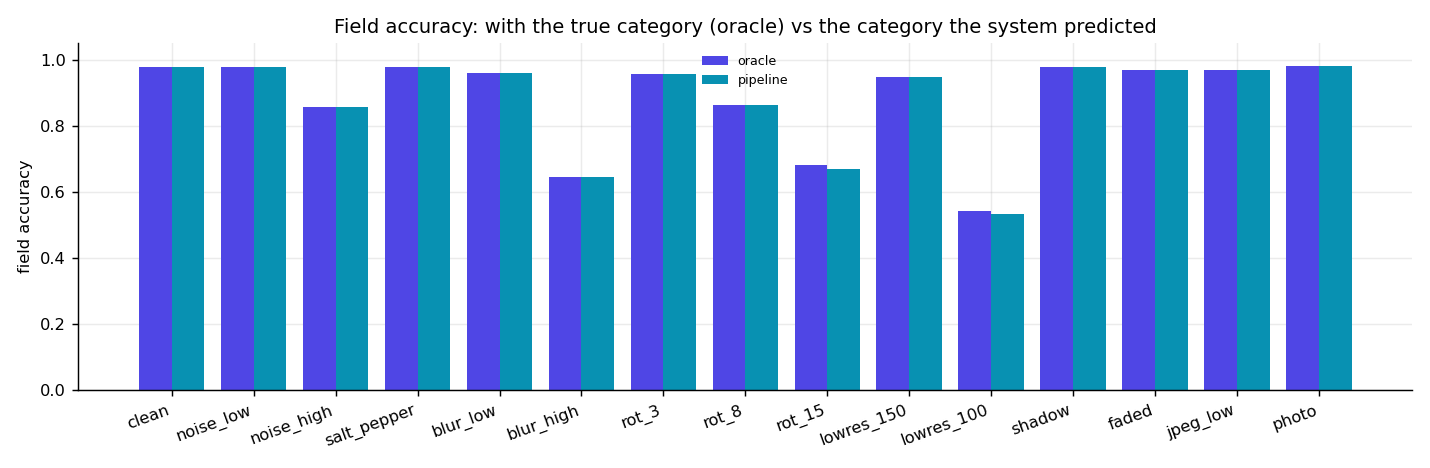 Field accuracy: with the true category (oracle) vs the category the system predicted
oracle
pipeline
field accuracy
1.0
0.8
0.6
0.4
0.2
0.0
clean
noise_low
noise_high
salt_pepper
blur_low
blur_high
rot_3
rot_8
rot_15
lowres_150
lowres_100
shadow
faded
jpeg_low
photo